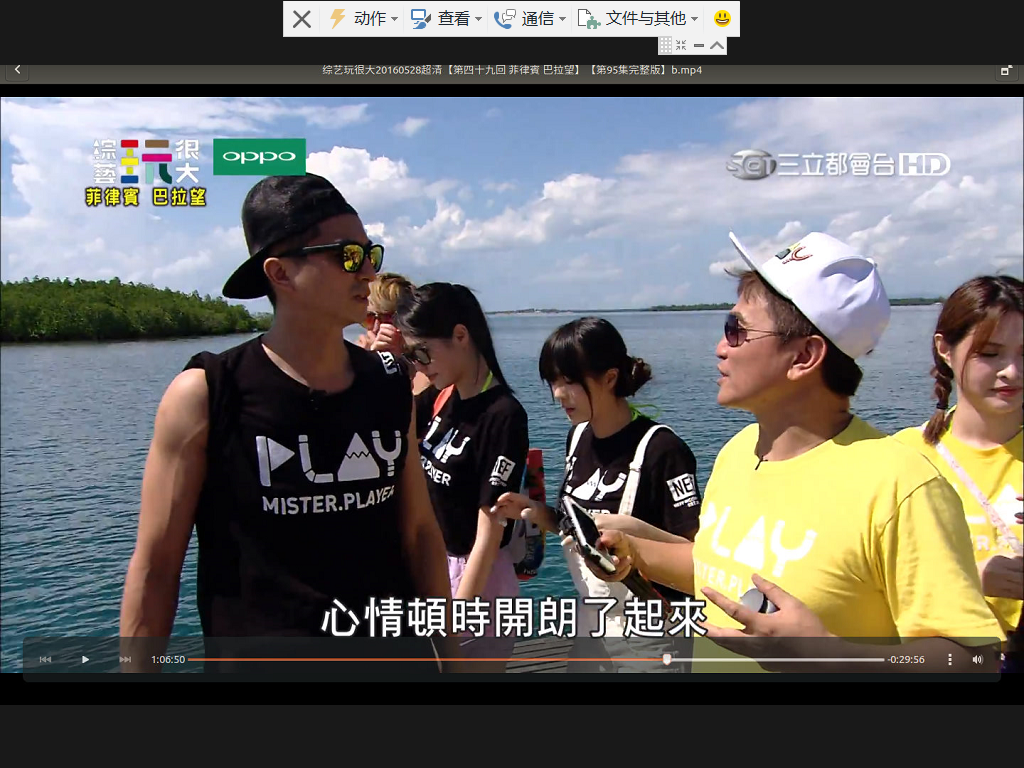 动作 查看 通信 文件与其他
综艺玩很大20160528超清【第四十九回 菲律宾 巴拉望】【第95集完整版】b.mp4
綜藝玩很大 oppo
菲律賓 巴拉望
SET三立都會台HD
PLAY
MISTER.PLAYER
PLAY
PLAYER
PLAY
NEF
PLAY
心情頓時開朗了起來
1:06:50 -0:29:56